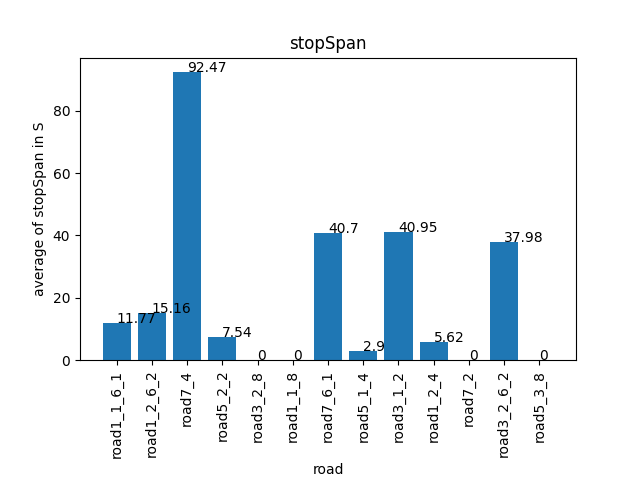 stopSpan
average of stopSpan in S
80
60
40
20
0
11.77
15.16
92.47
7.54
0
0
40.7
2.9
40.95
5.62
0
37.98
0
road1_1_6_1
road1_2_6_2
road7_4
road5_2_2
road3_2_8
road1_1_8
road7_6_1
road5_1_4
road3_1_2
road1_2_4
road7_2
road3_2_6_2
road5_3_8
road